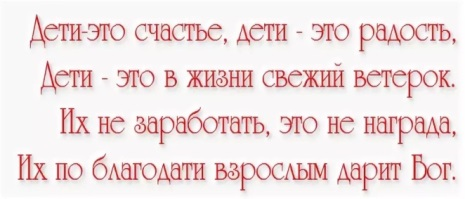 Дети-это счастье, дети - это радость,
Дети - это в жизни свежий ветерок.
Их не заработать, это не награда,
Их по благодати взрослым дарит Бог.